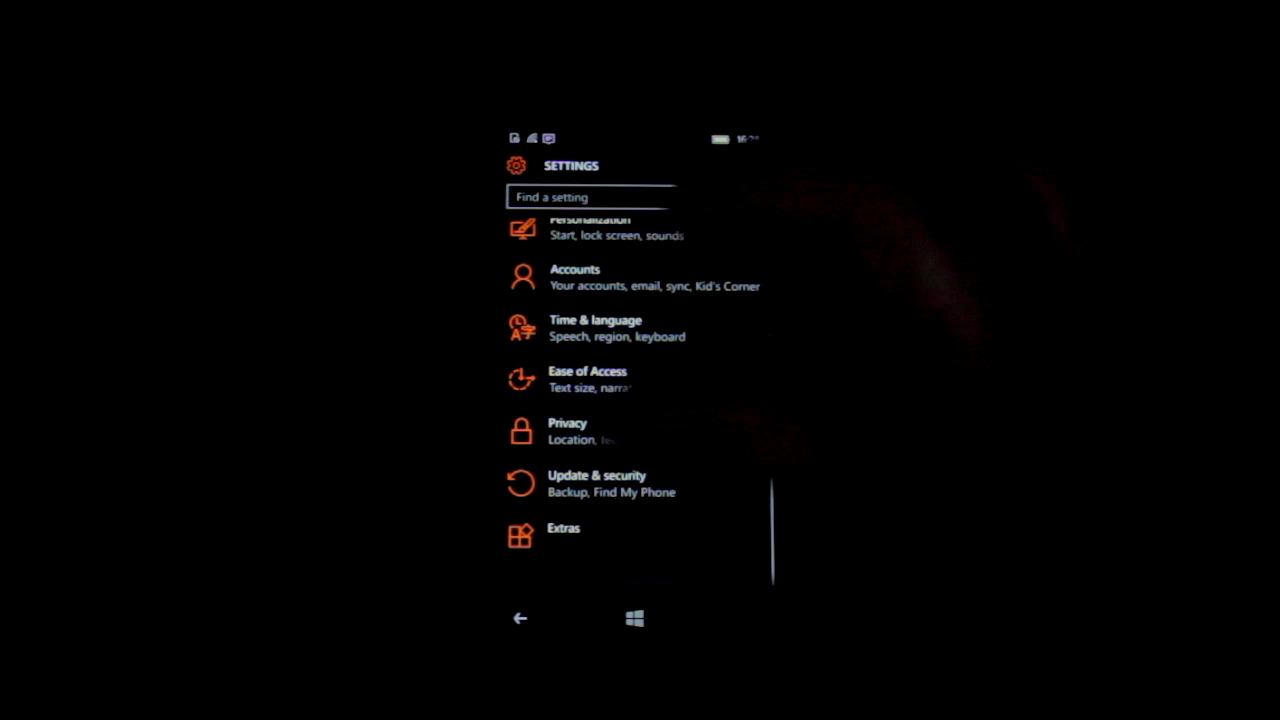 SETTINGS
Find a setting
Personalization
Start, lock screen, sounds
Accounts
Your accounts, email, sync, Kid's Corner
Time & language
Speech, region, keyboard
Ease of Access
Text size,
Privacy
Location,
Update & security
Backup, Find My Phone
Extras